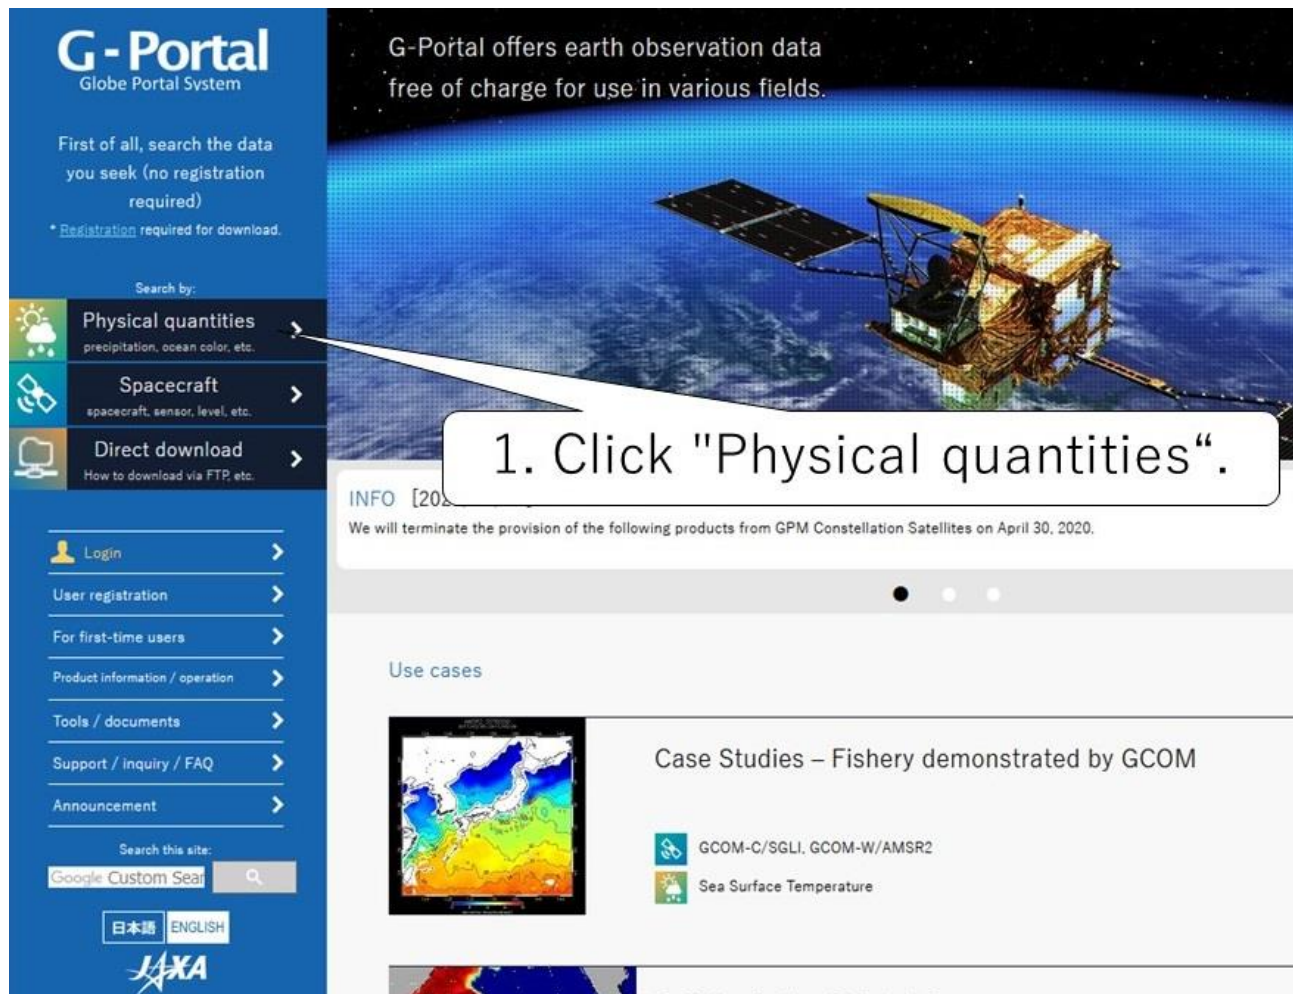 G-Portal
Globe Portal System
First of all, search the data
you seek (no registration
required)
* Registration required for download.
Search by:
Physical quantities
precipitation, ocean color, etc.
Spacecraft
spacecraft, sensor, level, etc.
Direct download
How to download via FTP, etc.
Login
User registration
For first-time users
Product information / operation
Tools / documents
Support / inquiry / FAQ
Announcement
Search this site:
Google Custom Sear
日本語 ENGLISH
JAXA
G-Portal offers earth observation data
free of charge for use in various fields.
1. Click "Physical quantities“.
INFO
We will terminate the provision of the following products from GPM Constellation Satellites on April 30, 2020.
Use cases
Case Studies – Fishery demonstrated by GCOM
GCOM-C/SGLI, GCOM-W/AMSR2
Sea Surface Temperature